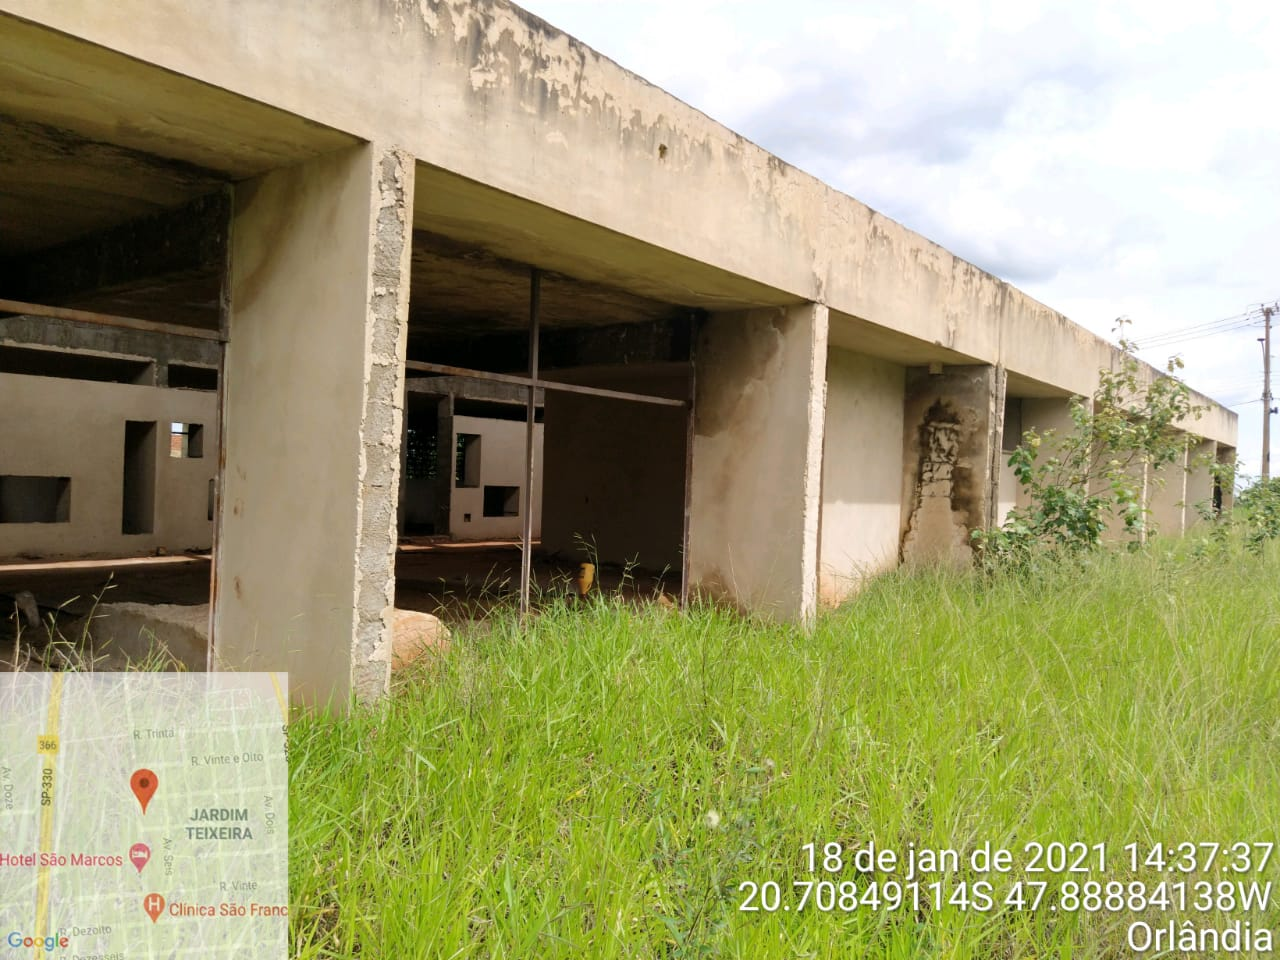 R. Trinta
366
R. Vinte e Oito
SP-330
Av. Doze
Av. Dois
JARDIM
TEIXEIRA
Av. Seis
Hotel São Marcos
R. Vinte
H
Clínica São Franc
R. Dezoito
Google
R. Dezesseis
18 de jan de 2021 14:37:37
20.70849114S 47.88884138W
Orlândia